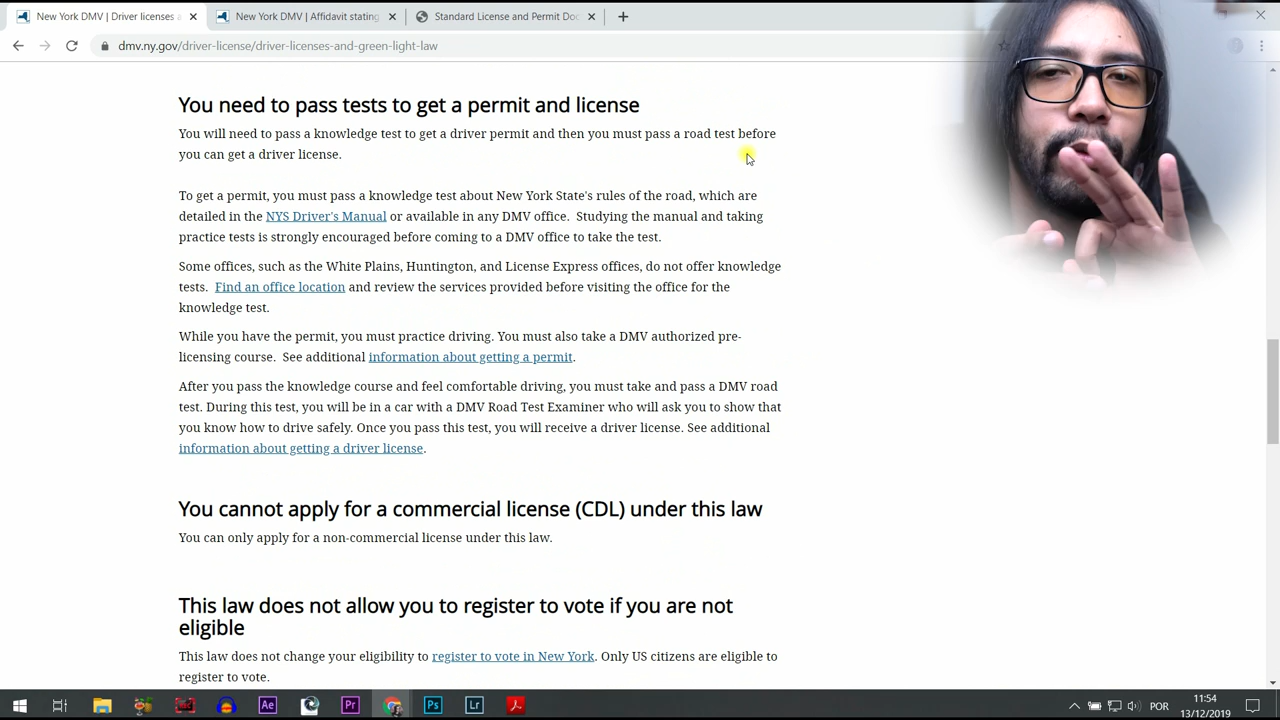 New York DMV | Driver licenses a
New York DMV | Affidavit stating
Standard License and Permit Doc
dmv.ny.gov/driver-license/driver-licenses-and-green-light-law
You need to pass tests to get a permit and license
You will need to pass a knowledge test to get a driver permit and then you must pass a road test before
you can get a driver license.
To get a permit, you must pass a knowledge test about New York State's rules of the road, which are
detailed in the NYS Driver's Manual or available in any DMV office. Studying the manual and taking
practice tests is strongly encouraged before coming to a DMV office to take the test.
Some offices, such as the White Plains, Huntington, and License Express offices, do not offer knowledge
tests. Find an office location and review the services provided before visiting the office for the
knowledge test.
While you have the permit, you must practice driving. You must also take a DMV authorized pre-
licensing course. See additional information about getting a permit.
After you pass the knowledge course and feel comfortable driving, you must take and pass a DMV road
test. During this test, you will be in a car with a DMV Road Test Examiner who will ask you to show that
you know how to drive safely. Once you pass this test, you will receive a driver license. See additional
information about getting a driver license.
You cannot apply for a commercial license (CDL) under this law
You can only apply for a non-commercial license under this law.
This law does not allow you to register to vote if you are not
eligible
This law does not change your eligibility to register to vote in New York. Only US citizens are eligible to
register to vote.
Ae
Pr
Ps
Lr
POR
11:54
13/12/2019